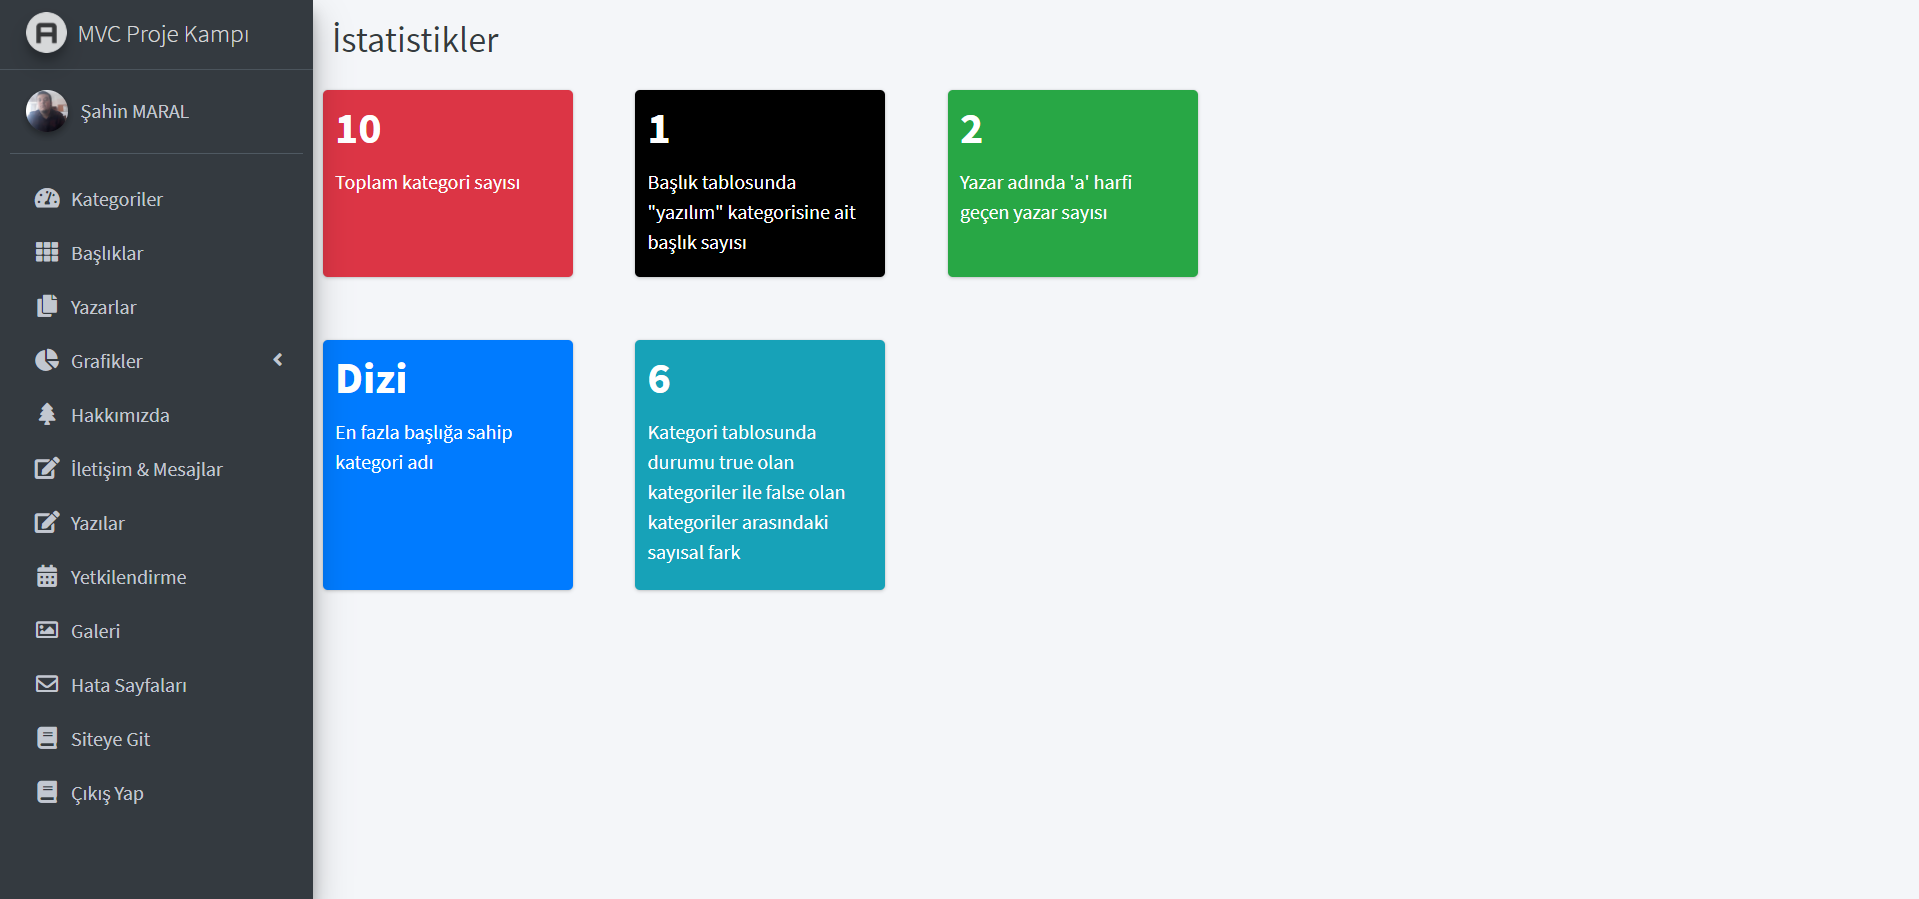 MVC Proje Kampı
Şahin MARAL
Kategoriler
Başlıklar
Yazarlar
Grafikler
Hakkımızda
İletişim & Mesajlar
Yazılar
Yetkilendirme
Galeri
Hata Sayfaları
Siteye Git
Çıkış Yap
İstatistikler
10
Toplam kategori sayısı
1
Başlık tablosunda
"yazılım" kategorisine ait
başlık sayısı
2
Yazar adında 'a' harfi
geçen yazar sayısı
Dizi
En fazla başlığa sahip
kategori adı
6
Kategori tablosunda
durumu true olan
kategoriler ile false olan
kategoriler arasındaki
sayısal fark